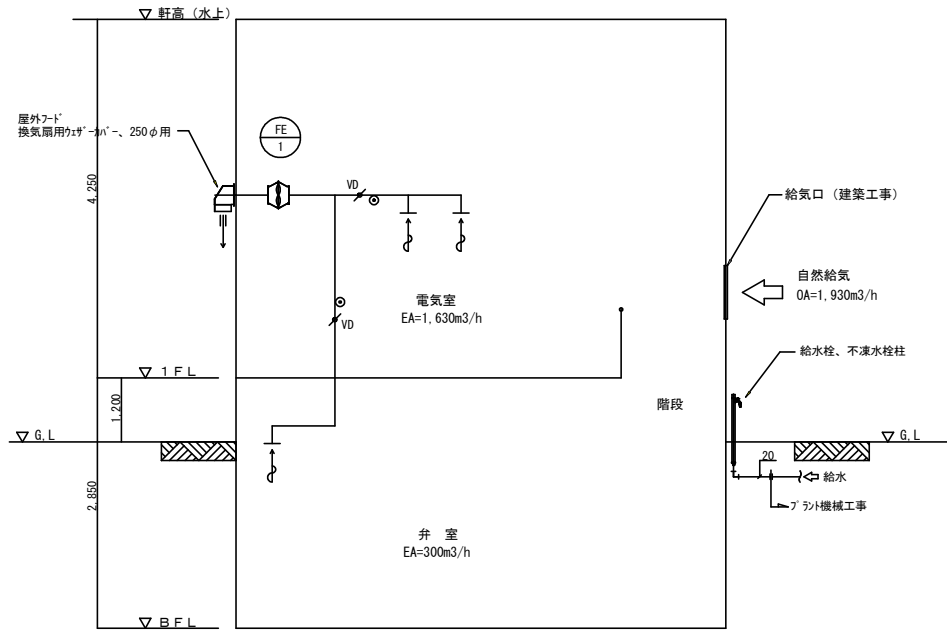 軒高(水上)
屋外フード
換気扇用ウェザーカバー、250φ用
FE
1
4.250
VD
給気口(建築工事)
自然給気
OA=1,930m3/h
電気室
EA=1,630m3/h
VD
給水栓、不凍水栓柱
1FL
1.200
階段
G.L
G.L
20
給水
プラント機械工事
2.850
弁 室
EA=300m3/h
BFL